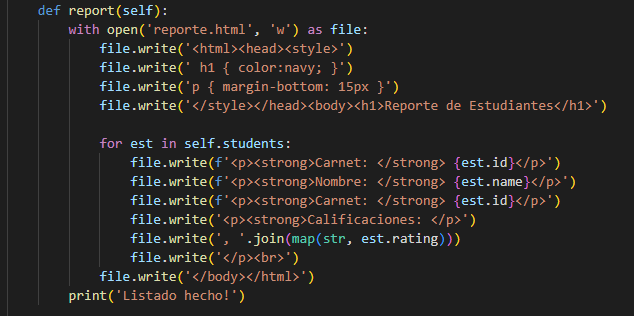 def report(self):
with open('reporte.html', 'w') as file:
file.write('<html><head><style>')
file.write(' h1 { color:navy; }')
file.write('p { margin-bottom: 15px }')
file.write('</style></head><body><h1>Reporte de Estudiantes</h1>')
for est in self.students:
file.write(f'<p><strong>Carnet: </strong> {est.id}</p>')
file.write(f'<p><strong>Nombre: </strong> {est.name}</p>')
file.write(f'<p><strong>Carnet: </strong> {est.id}</p>')
file.write('<p><strong>Calificaciones: </p>')
file.write(', '.join(map(str, est.rating)))
file.write('</p><br>')
file.write('</body></html>')
print('Listado hecho!')